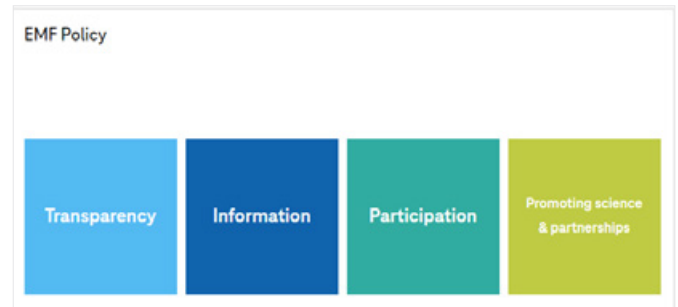 EMF Policy
Transparency
Information
Participation
Promoting science
& partnerships